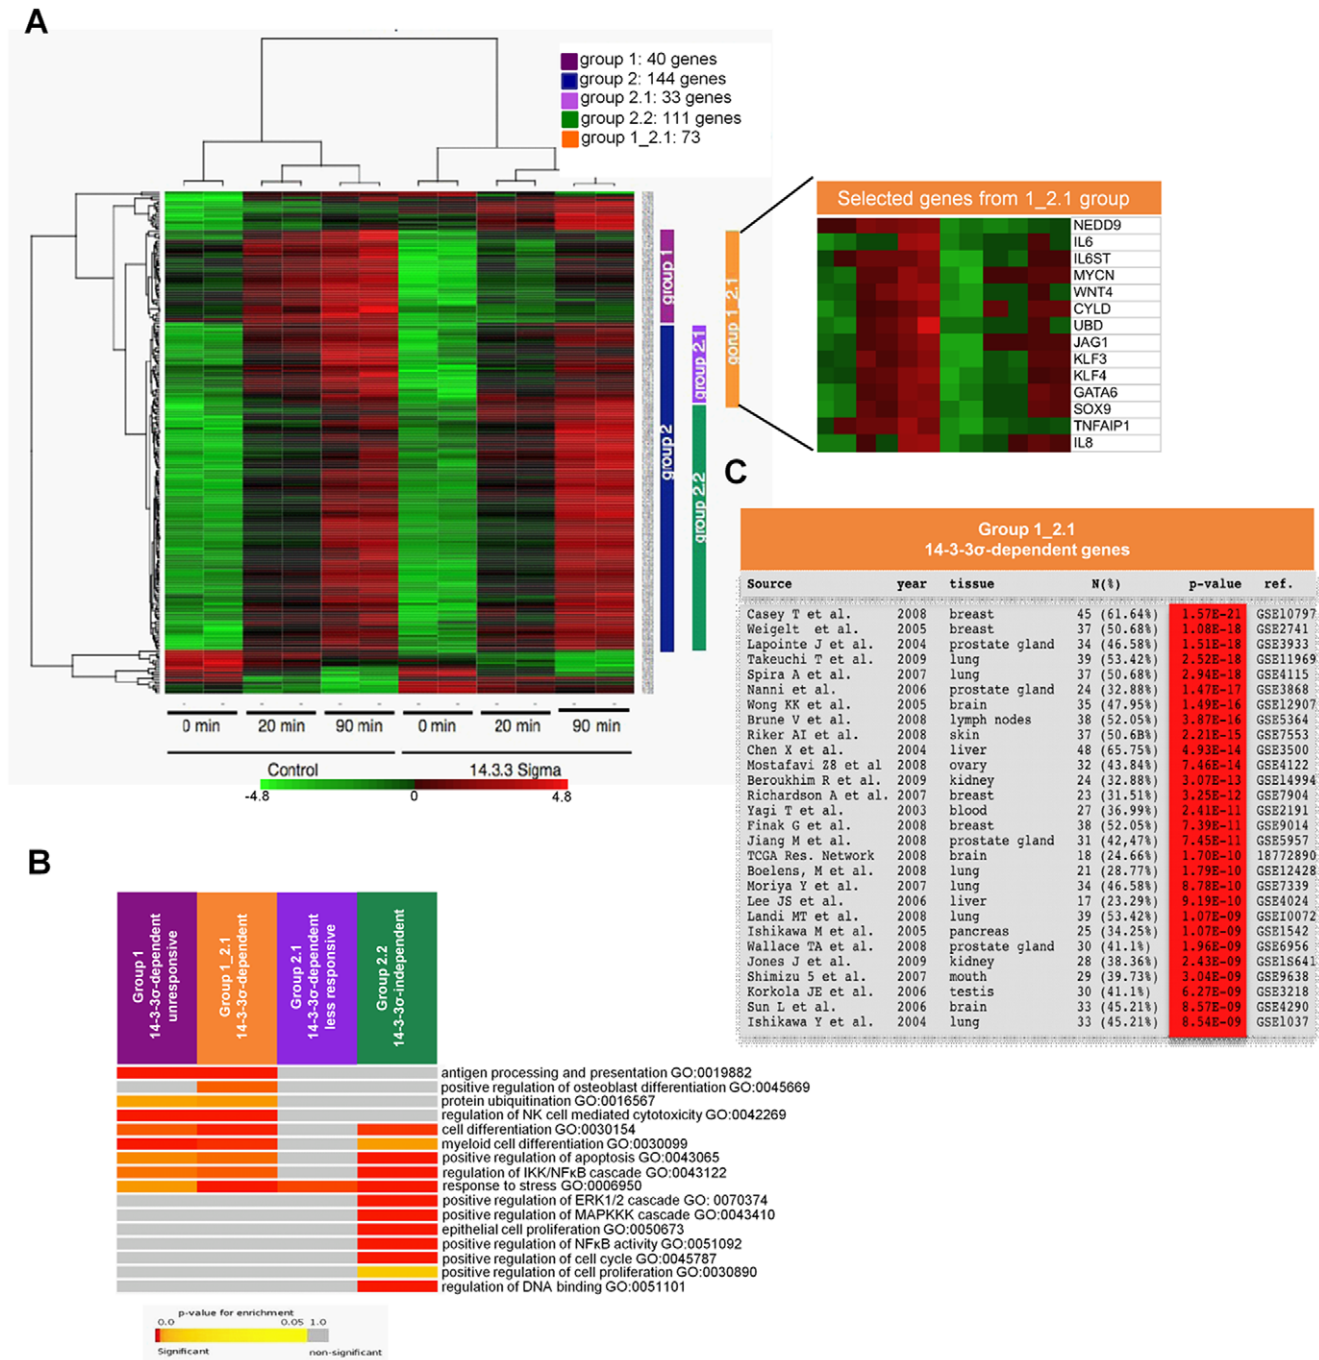 A
group 1: 40 genes
group 2: 144 genes
group 2.1: 33 genes
group 2.2: 111 genes
group 1_2.1: 73
group 1
group 2
group 2.1
group 2.2
gorup 1_2.1
0 min 20 min 90 min 0 min 20 min 90 min
Control 14.3.3 Sigma
-4.8 0 4.8
Selected genes from 1_2.1 group
NEDD9
IL6
IL6ST
MYCN
WNT4
CYLD
UBD
JAG1
KLF3
KLF4
GATA6
SOX9
TNFAIP1
IL8
B
Group 1
14-3-3σ-dependent
unresponsive
Group 1_2.1
14-3-3σ-dependent
Group 2.1
14-3-3σ-dependent
less responsive
Group 2.2
14-3-3σ-independent
antigen processing and presentation GO:0019882
positive regulation of osteoblast differentiation GO:0045669
protein ubiquitination GO:0016567
regulation of NK cell mediated cytotoxicity GO:0042269
cell differentiation GO:0030154
myeloid cell differentiation GO:0030099
positive regulation of apoptosis GO:0043065
regulation of IKK/NFκB cascade GO:0043122
response to stress GO:0006950
positive regulation of ERK1/2 cascade GO: 0070374
positive regulation of MAPKKK cascade GO:0043410
epithelial cell proliferation GO:0050673
positive regulation of NFκB activity GO:0051092
positive regulation of cell cycle GO:0045787
positive regulation of cell proliferation GO:0030890
regulation of DNA binding GO:0051101
p-value for enrichment
0.0 0.05 1.0
Significant non-significant
C
Group 1_2.1
14-3-3σ-dependent genes
Source year tissue N(%) p-value ref.
Casey T et al. 2008 breast 45 (61.64%) 1.57E-21 GSE10797
Weigelt et al. 2005 breast 37 (50.68%) 1.08E-18 GSE2741
Lapointe J et al. 2004 prostate gland 34 (46.58%) 1.51E-18 GSE3933
Takeuchi T et al. 2009 lung 39 (53.42%) 2.52E-18 GSE11969
Spira A et al. 2007 lung 37 (50.68%) 2.94E-18 GSE4115
Nanni et al. 2006 prostate gland 24 (32.88%) 1.47E-17 GSE3868
Wong KK et al. 2005 brain 35 (47.95%) 1.49E-16 GSE12907
Brune V et al. 2008 lymph nodes 38 (52.05%) 3.87E-16 GSE5364
Riker AI et al. 2008 skin 37 (50.6B%) 2.21E-15 GSE7553
Chen X et al. 2004 liver 48 (65.75%) 4.93E-14 GSE3500
Mostafavi Z8 et al 2008 ovary 32 (43.84%) 7.46E-14 GSE4122
Beroukhim R et al. 2009 kidney 24 (32.88%) 3.07E-13 GSE14994
Richardson A et al. 2007 breast 23 (31.51%) 3.25E-12 GSE7904
Yagi T et al. 2003 blood 27 (36.99%) 2.41E-11 GSE2191
Finak G et al. 2008 breast 38 (52.05%) 7.39E-11 GSE9014
Jiang M et al. 2008 prostate gland 31 (42,47%) 7.45E-11 GSE5957
TCGA Res. Network 2008 brain 18 (24.66%) 1.70E-10 18772890
Boelens, M et al. 2008 lung 21 (28.77%) 1.79E-10 GSE12428
Moriya Y et al. 2007 lung 34 (46.58%) 8.78E-10 GSE7339
Lee JS et al. 2006 liver 17 (23.29%) 9.19E-10 GSE4024
Landi MT et al. 2008 lung 39 (53.42%) 1.07E-09 GSEI0072
Ishikawa M et al. 2005 pancreas 25 (34.25%) 1.07E-09 GSE1542
Wallace TA et al. 2008 prostate gland 30 (41.1%) 1.96E-09 GSE6956
Jones J et al. 2009 kidney 28 (38.36%) 2.43E-09 GSE1S641
Shimizu 5 et al. 2007 mouth 29 (39.73%) 3.04E-09 GSE9638
Korkola JE et al. 2006 testis 30 (41.1%) 6.27E-09 GSE3218
Sun L et al. 2006 brain 33 (45.21%) 8.57E-09 GSE4290
Ishikawa Y et al. 2004 lung 33 (45.21%) 8.54E-09 GSE1037